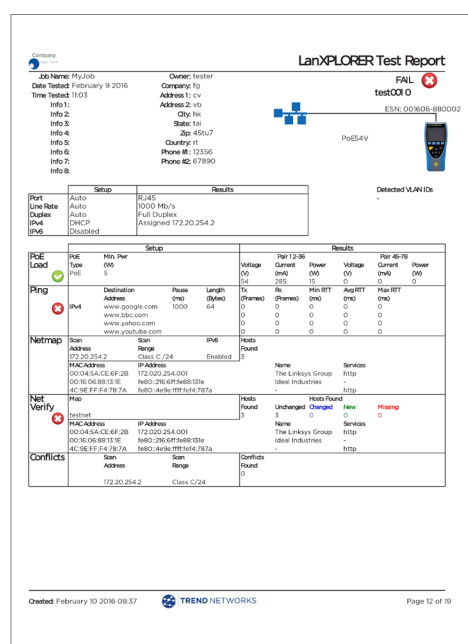 Company
LanXPLORER Test Report
Job Name: MyJob Owner: tester FAIL
Date Tested: February 9 2016 Company: fg test001 0
Time Tested: 11:03 Address 1: cv ESN: 001606-880002
Info 1: Address 2: vb
Info 2: City: hk
Info 3: State: tai
Info 4: Zip: 45tu7 PoE54V
Info 5: Country: rt
Info 6: Phone #1: 12356
Info 7: Phone #2: 67890
Info 8:
Setup Results Detected VLAN IDs
Port Auto RJ45 -
Line Rate Auto 1000 Mb/s
Duplex Auto Full Duplex
IPv4 DHCP Assigned 172.20.254.2
IPv6 Disabled
Setup Results
PoE Load PoE Min. Pwr Pair 12-36 Pair 45-78
Type (W) Voltage Current Power Voltage Current Power
PoE 5 (V) (mA) (W) (V) (mA) (W)
54 285 15 0 0 0
Ping Destination Pause Length Tx Rx Min RTT Avg RTT Max RTT
Address (ms) (Bytes) (Frames) (Frames) (ms) (ms) (ms)
IPv4 www.google.com 1000 64 0 0 0 0 0
www.bbc.com 0 0 0 0 0
www.yahoo.com 0 0 0 0 0
www.youtube.com 0 0 0 0 0
Netmap Scan Scan IPv6 Hosts
Address Range Found
172.20.254.2 Class C /24 Enabled 3
MAC Address IP Address Name Services
00:04:5A:CE:6F:2B 172.020.254.001 The Linksys Group http
00:16:06:88:13:1E fe80::216:6ff:fe88:131e Ideal Industries -
4C:9E:FF:F4:78:7A fe80::4e9e:ffff:fef4:787a - http
Net Verify Map Hosts Hosts Found
Found Unchanged Changed New Missing
testnet 3 3 0 0 0
MAC Address IP Address Name Services
00:04:5A:CE:6F:2B 172.020.254.001 The Linksys Group http
00:16:06:88:13:1E fe80::216:6ff:fe88:131e Ideal Industries -
4C:9E:FF:F4:78:7A fe80::4e9e:ffff:fef4:787a - http
Conflicts Scan Scan Conflicts
Address Range Found
0
172.20.254.2 Class C/24
Created: February 10 2016 08:37 TREND NETWORKS Page 12 of 19